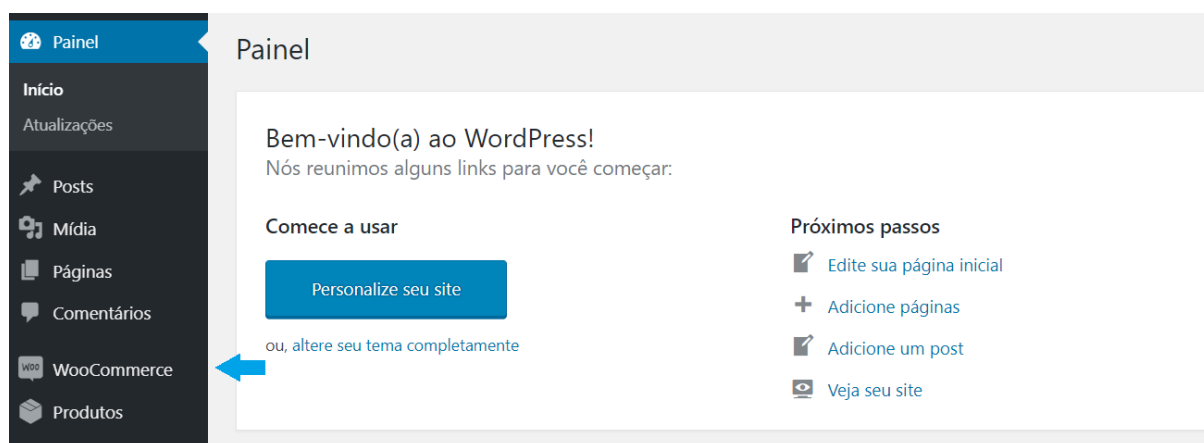 Painel
Início
Atualizações
Posts
Mídia
Páginas
Comentários
Woo
WooCommerce
Produtos
Painel
Bem-vindo(a) ao WordPress!
Nós reunimos alguns links para você começar:
Comece a usar
Personalize seu site
ou, altere seu tema completamente
Próximos passos
Edite sua página inicial
Adicione páginas
Adicione um post
Veja seu site